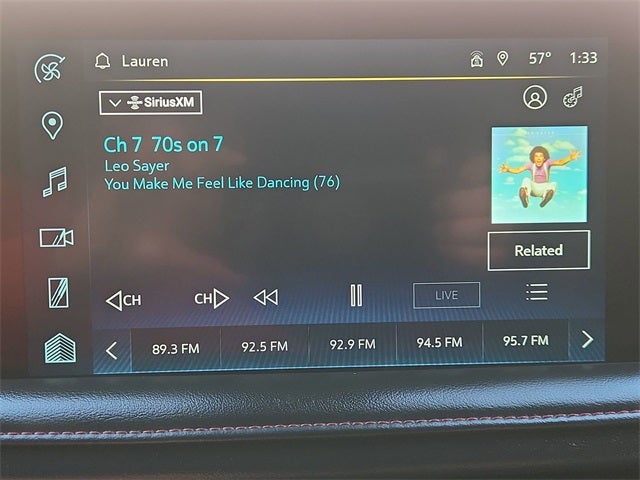 Lauren 57° 1:33
SiriusXM
Ch 7 70s on 7
Leo Sayer
You Make Me Feel Like Dancing (76)
Related
CH CH LIVE
89.3 FM 92.5 FM 92.9 FM 94.5 FM 95.7 FM